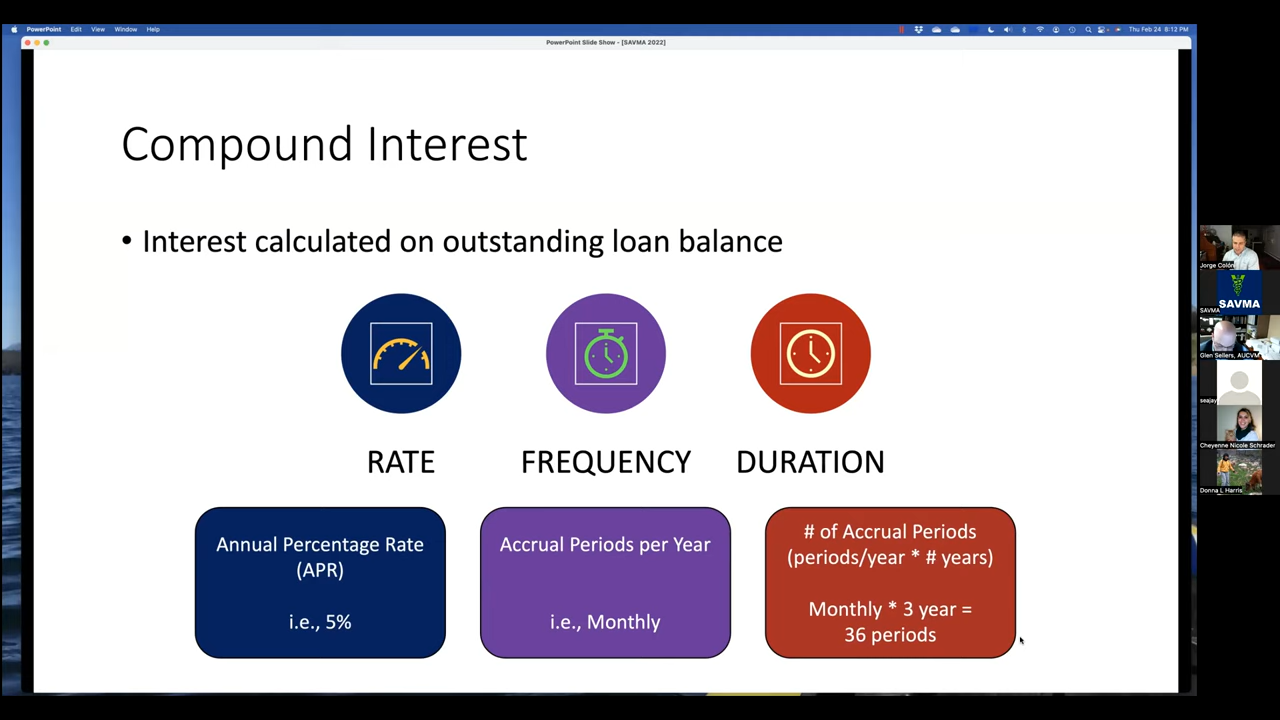 PowerPoint Edit View Window Help
Thu Feb 24 8:12 PM
PowerPoint Slide Show - [SAVMA 2022]
Compound Interest
• Interest calculated on outstanding loan balance
RATE
FREQUENCY
DURATION
Annual Percentage Rate
(APR)
i.e., 5%
Accrual Periods per Year
i.e., Monthly
# of Accrual Periods
(periods/year * # years)
Monthly * 3 year =
36 periods
Jorge Colón
SAVMA
SAVMA
Glen Sellers, AUCVM
seajay
Cheyenne Nicole Schrader
Donna L Harris